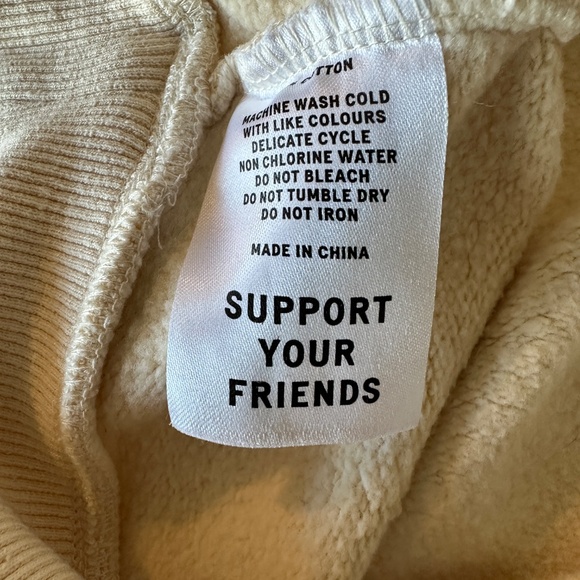 COTTON
MACHINE WASH COLD
WITH LIKE COLOURS
DELICATE CYCLE
NON CHLORINE WATER
DO NOT BLEACH
DO NOT TUMBLE DRY
DO NOT IRON
MADE IN CHINA
SUPPORT
YOUR
FRIENDS